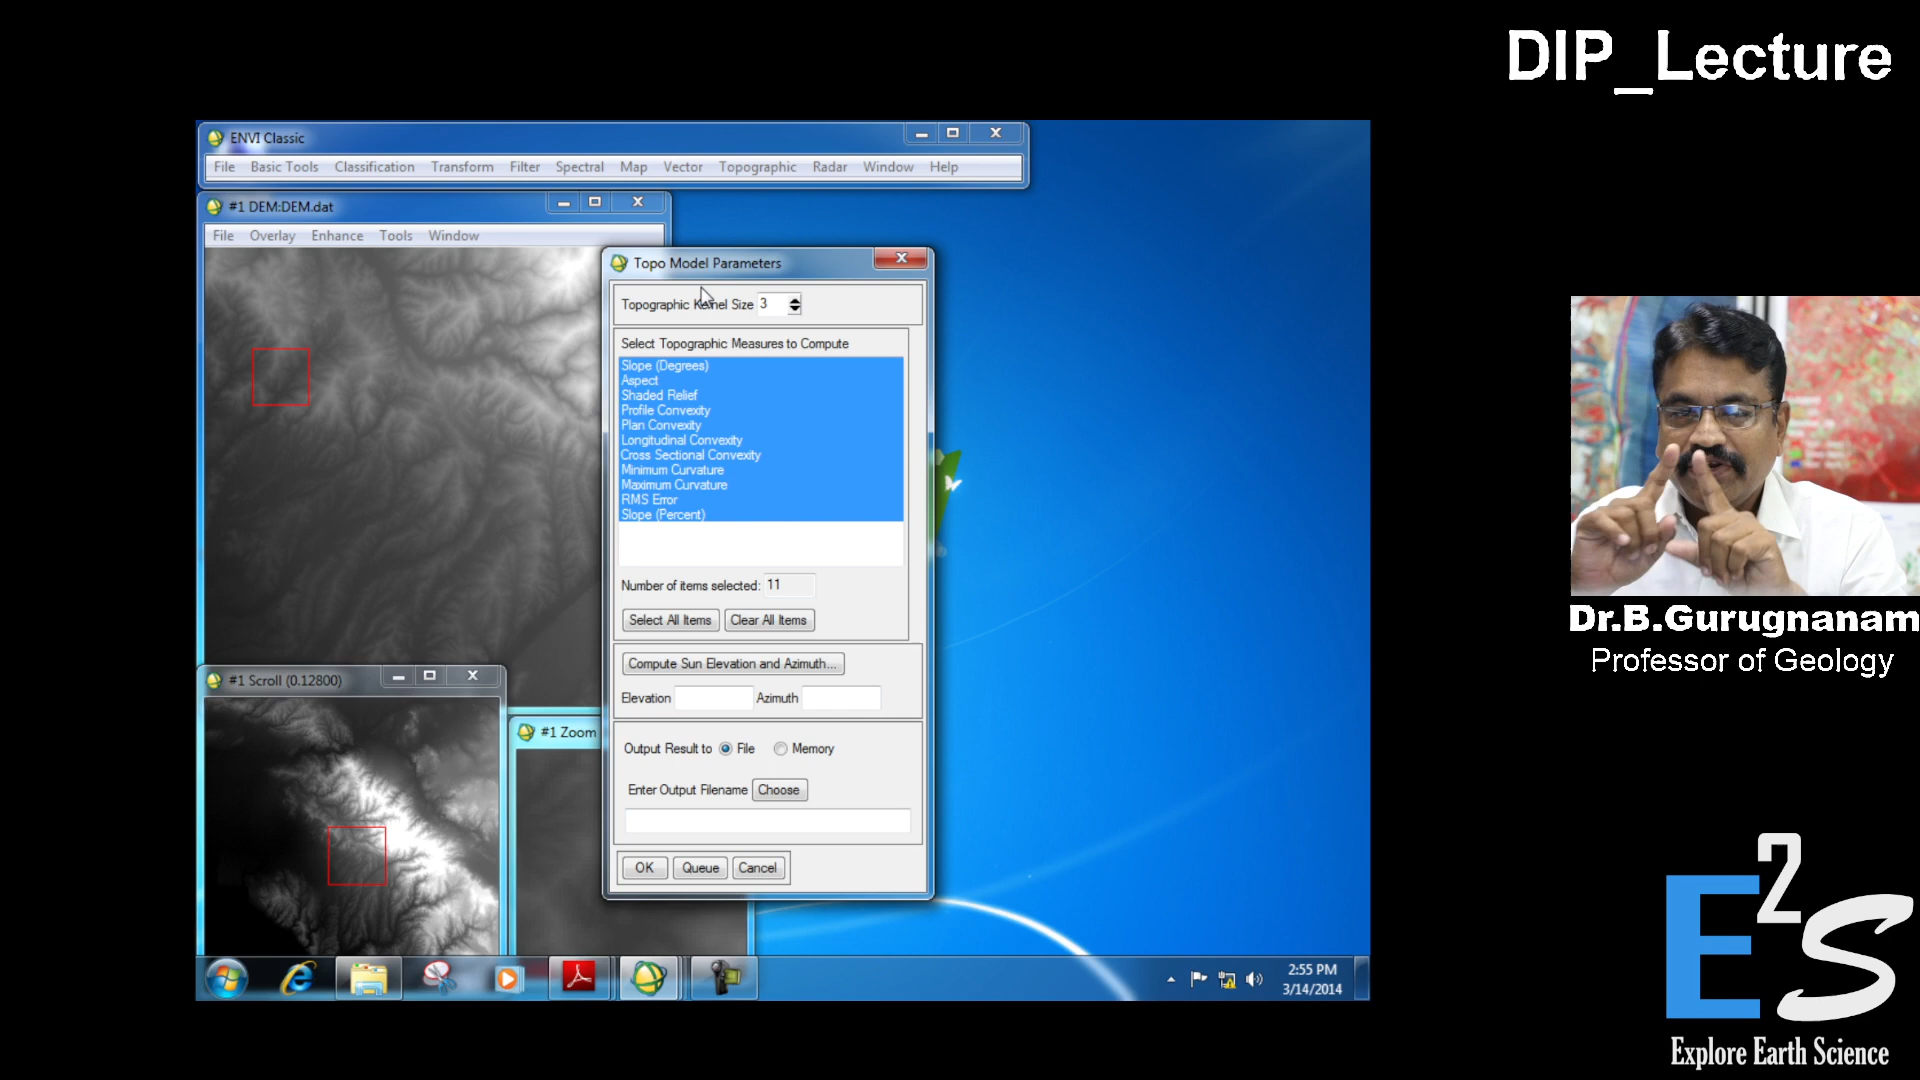 DIP_Lecture
ENVI Classic
File Basic Tools Classification Transform Filter Spectral Map Vector Topographic Radar Window Help
#1 DEM:DEM.dat
File Overlay Enhance Tools Window
Topo Model Parameters
Topographic Kernel Size 3
Select Topographic Measures to Compute
Slope (Degrees)
Aspect
Shaded Relief
Profile Convexity
Plan Convexity
Longitudinal Convexity
Cross Sectional Convexity
Minimum Curvature
Maximum Curvature
RMS Error
Slope (Percent)
Number of items selected: 11
Select All Items Clear All Items
Compute Sun Elevation and Azimuth...
Elevation Azimuth
Output Result to File Memory
Enter Output Filename Choose
OK Queue Cancel
#1 Scroll (0.12800)
#1 Zoom
2:55 PM
3/14/2014
Dr.B.Gurugnanam
Professor of Geology
E2S
Explore Earth Science